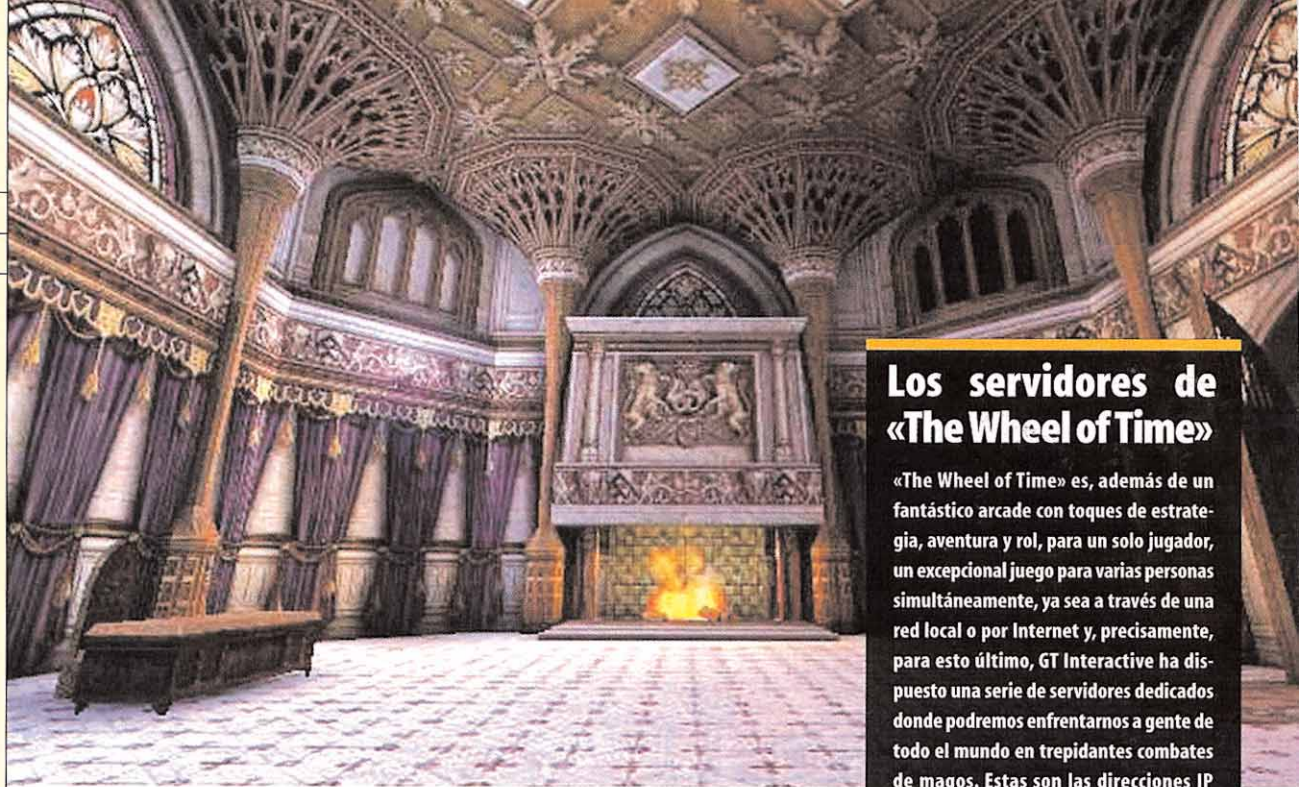 Los servidores de
«The Wheel of Time»
«The Wheel of Time» es, además de un
fantástico arcade con toques de estrate-
gia, aventura y rol, para un solo jugador,
un excepcional juego para varias personas
simultáneamente, ya sea a través de una
red local o por Internet y, precisamente,
para esto último, GT Interactive ha dis-
puesto una serie de servidores dedicados
donde podremos enfrentarnos a gente de
todo el mundo en trepidantes combates
de magos. Estas son las direcciones IP